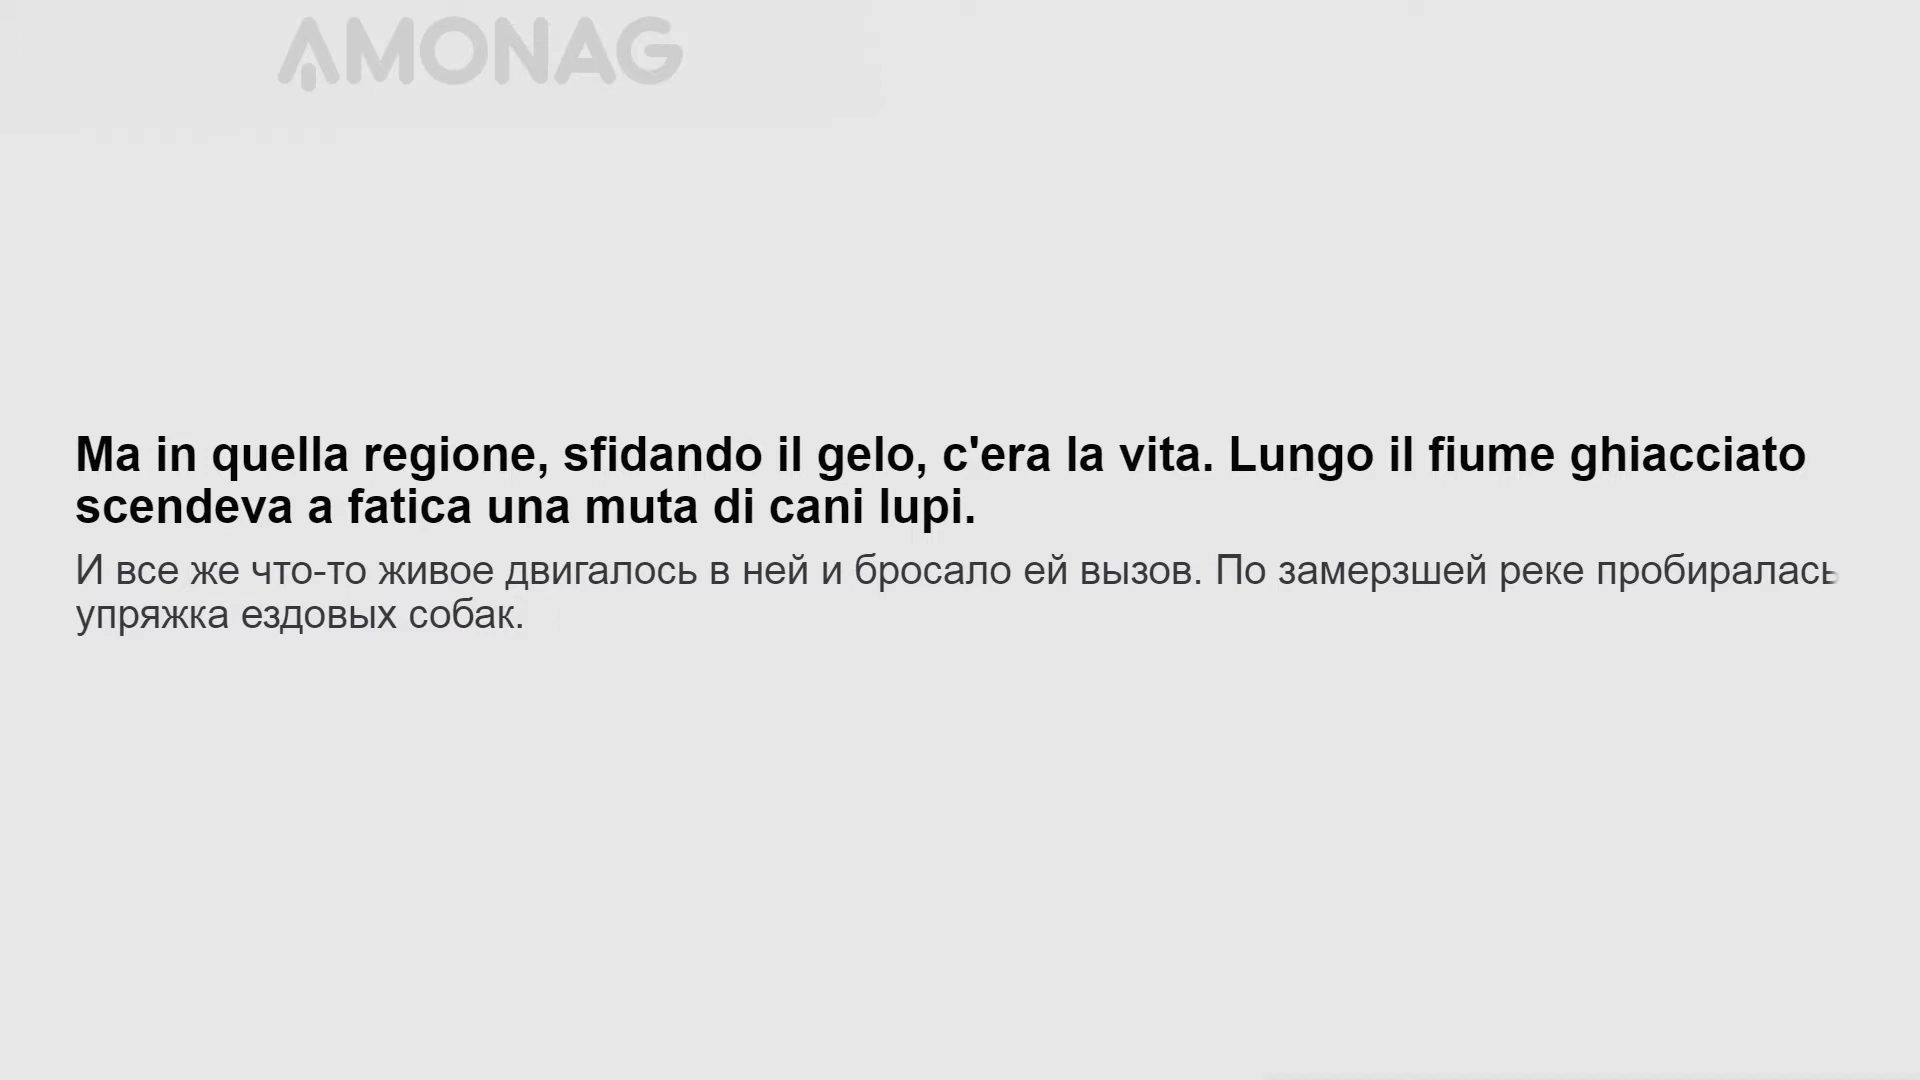 AMONAG
Ma in quella regione, sfidando il gelo, c'era la vita. Lungo il fiume ghiacciato
scendeva a fatica una muta di cani lupi.
И все же что-то живое двигалось в ней и бросало ей вызов. По замерзшей реке пробиралась
упряжка ездовых собак.